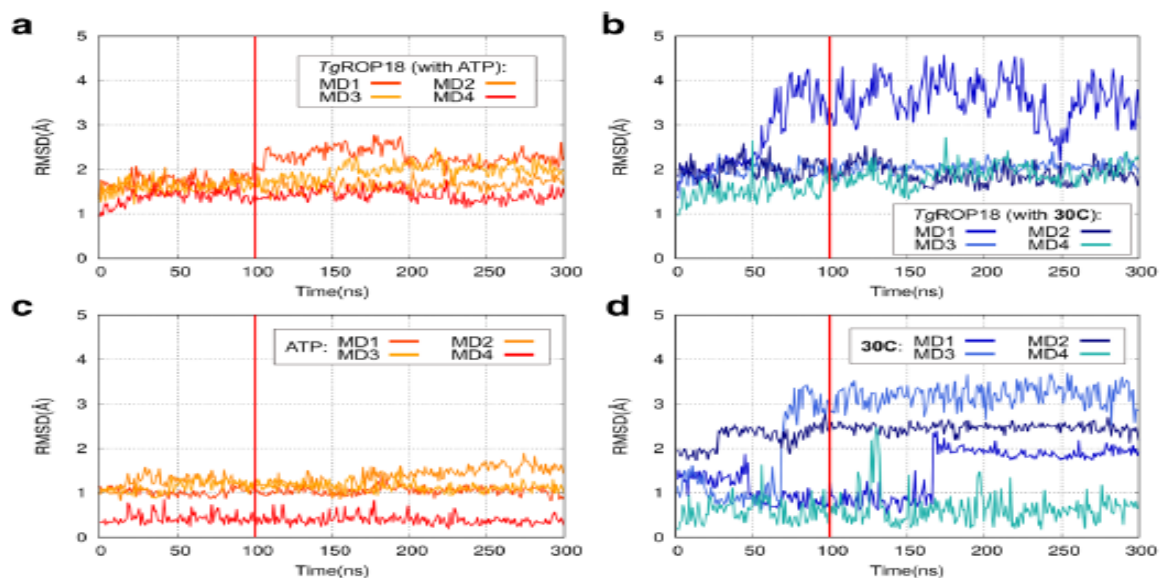 a
RMSD(Å)
5
4
3
2
1
0
TgROP18 (with ATP):
MD1 MD2
MD3 MD4
0 50 100 150 200 250 300
Time(ns)
b
RMSD(Å)
5
4
3
2
1
0
TgROP18 (with 30C):
MD1 MD2
MD3 MD4
0 50 100 150 200 250 300
Time(ns)
c
RMSD(Å)
5
4
3
2
1
0
ATP: MD1 MD2
MD3 MD4
0 50 100 150 200 250 300
Time(ns)
d
RMSD(Å)
5
4
3
2
1
0
30C: MD1 MD2
MD3 MD4
0 50 100 150 200 250 300
Time(ns)